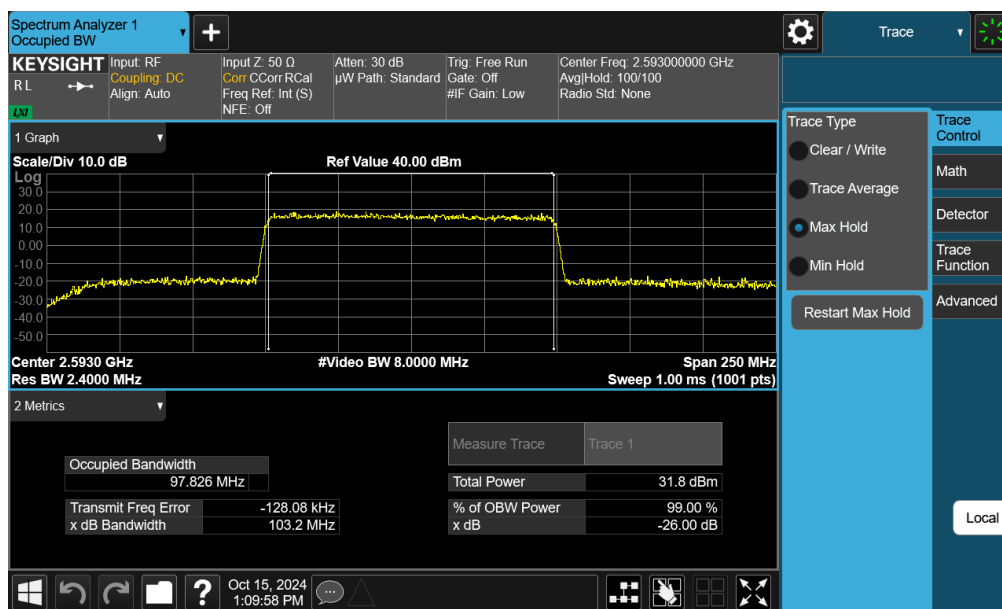 Spectrum Analyzer 1
Occupied BW
+
Trace
KEYSIGHT
R L
LXI
Input: RF
Coupling: DC
Align: Auto
Input Z: 50 Ω
Corr CCorr RCal
Freq Ref: Int (S)
NFE: Off
Atten: 30 dB
µW Path: Standard
Trig: Free Run
Gate: Off
#IF Gain: Low
Center Freq: 2.593000000 GHz
Avg|Hold: 100/100
Radio Std: None
1 Graph
Scale/Div 10.0 dB
Ref Value 40.00 dBm
Log
30.0
20.0
10.0
0.00
-10.0
-20.0
-30.0
-40.0
-50.0
Center 2.5930 GHz
#Video BW 8.0000 MHz
Span 250 MHz
Res BW 2.4000 MHz
Sweep 1.00 ms (1001 pts)
2 Metrics
Measure Trace
Trace 1
Occupied Bandwidth
97.826 MHz
Total Power
31.8 dBm
Transmit Freq Error
-128.08 kHz
% of OBW Power
99.00 %
x dB Bandwidth
103.2 MHz
x dB
-26.00 dB
Trace Type
Clear / Write
Trace Average
Max Hold
Min Hold
Restart Max Hold
Trace
Control
Math
Detector
Trace
Function
Advanced
Local
?
Oct 15, 2024
1:09:58 PM